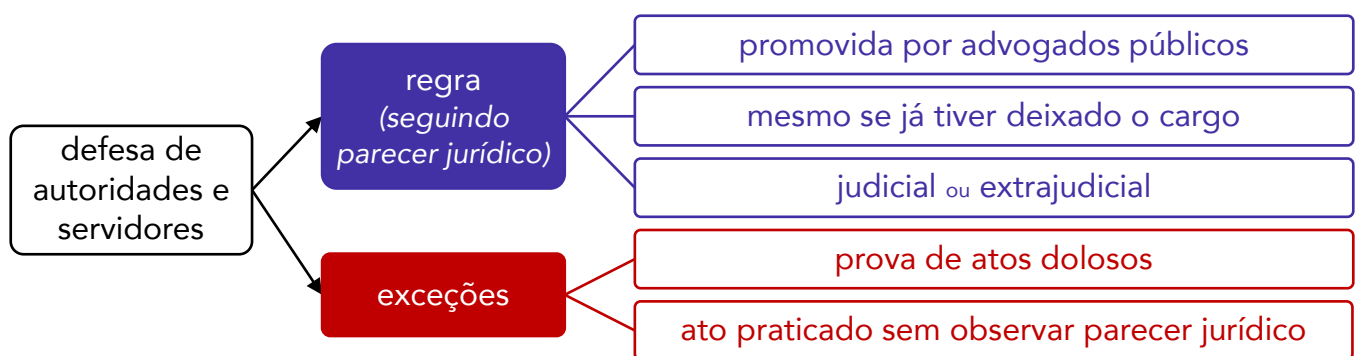 defesa de
autoridades e
servidores
regra
(seguindo
parecer jurídico)
promovida por advogados públicos
mesmo se já tiver deixado o cargo
judicial ou extrajudicial
exceções
prova de atos dolosos
ato praticado sem observar parecer jurídico